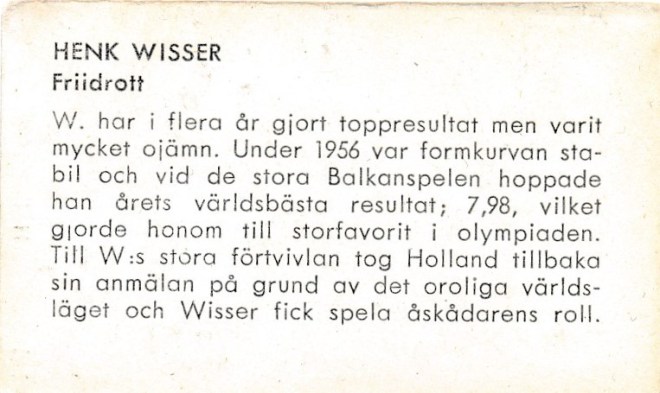 HENK WISSER
Friidrott
W. har i flera år gjort toppresultat men varit
mycket ojämn. Under 1956 var formkurvan sta-
bil och vid de stora Balkanspelen hoppade
han årets världsbästa resultat; 7,98, vilket
gjorde honom till storfavorit i olympiaden.
Till W:s stora förtvivlan tog Holland tillbaka
sin anmälan på grund av det oroliga världs-
läget och Wisser fick spela åskådarens roll.